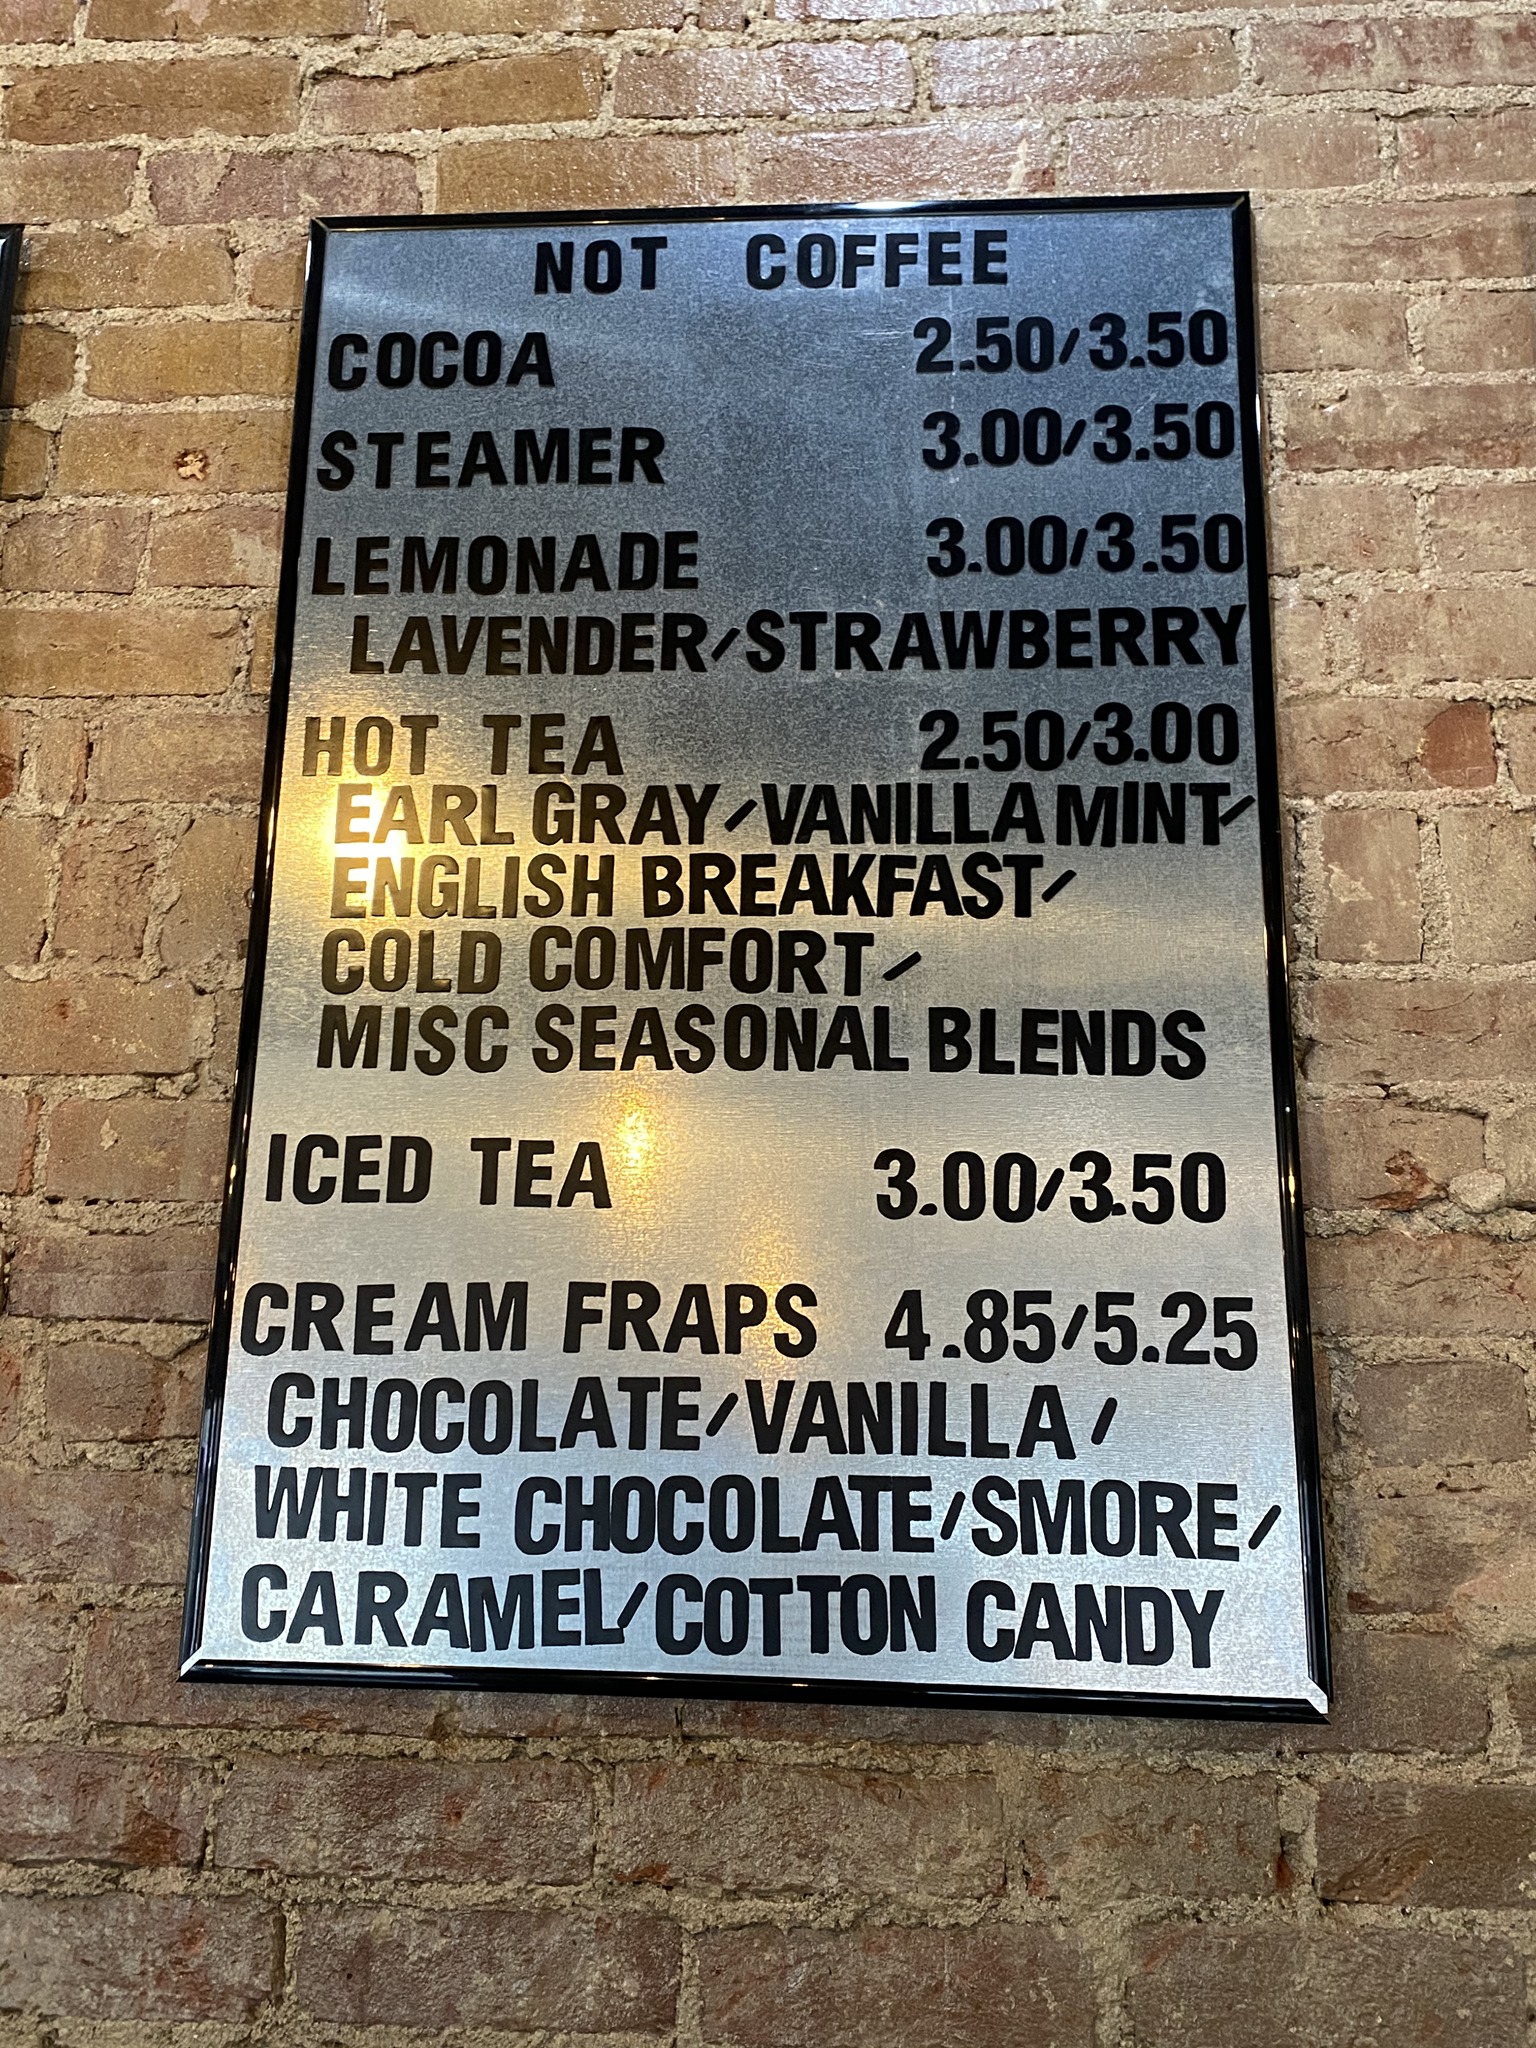 NOT COFFEE
COCOA 2.50/3.50
STEAMER 3.00/3.50
LEMONADE 3.00/3.50
LAVENDER/STRAWBERRY
HOT TEA 2.50/3.00
EARL GRAY/VANILLA MINT/
ENGLISH BREAKFAST/
COLD COMFORT/
MISC SEASONAL BLENDS
ICED TEA 3.00/3.50
CREAM FRAPS 4.85/5.25
CHOCOLATE/VANILLA/
WHITE CHOCOLATE/SMORE/
CARAMEL/COTTON CANDY